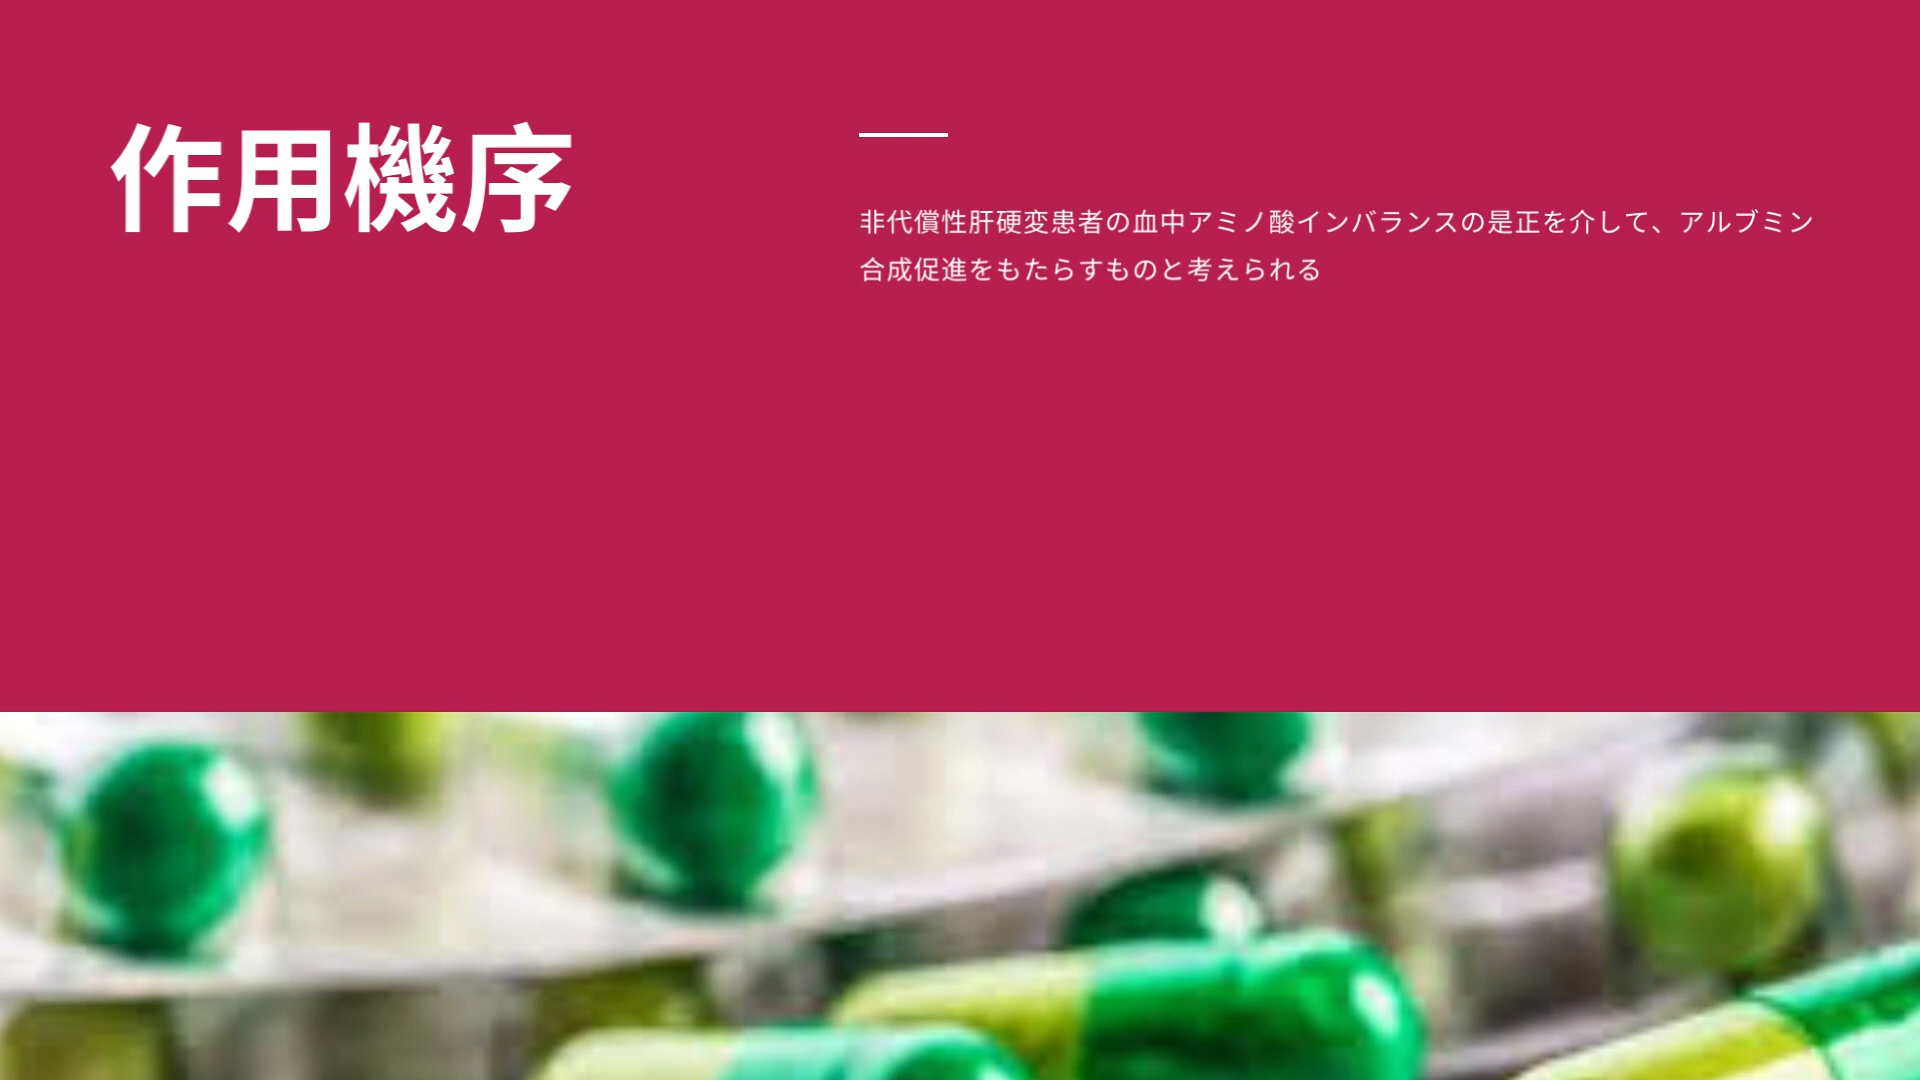 作用機序
非代償性肝硬変患者の血中アミノ酸インバランスの是正を介して、アルブミン
合成促進をもたらすものと考えられる